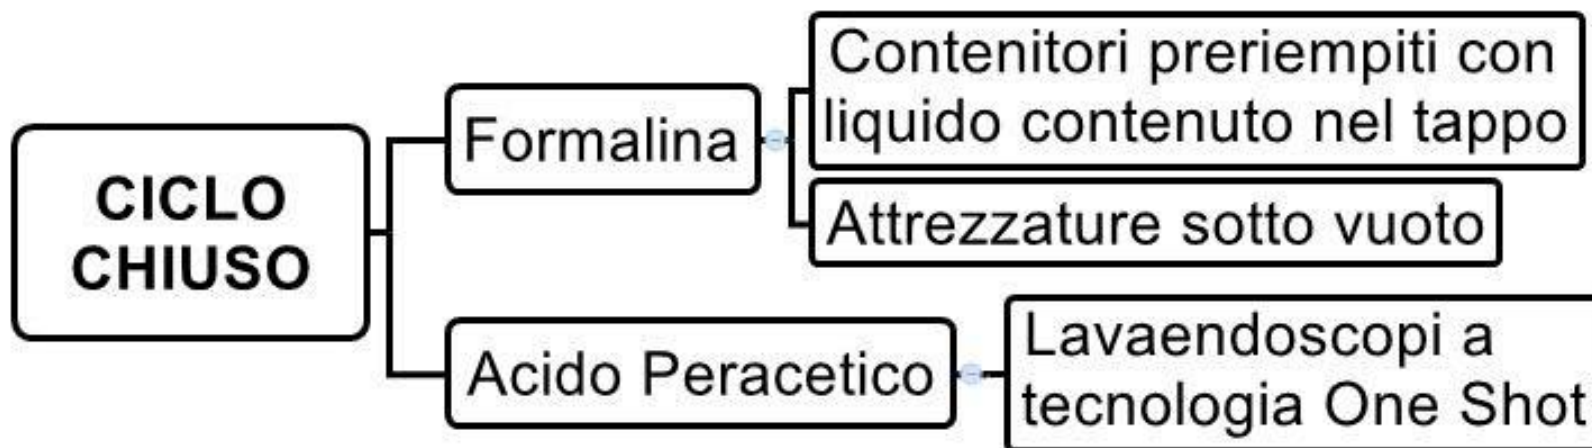 CICLO
CHIUSO
Formalina
Contenitori preriempiti con
liquido contenuto nel tappo
Attrezzature sotto vuoto
Acido Peracetico
Lavaendoscopi a
tecnologia One Shot